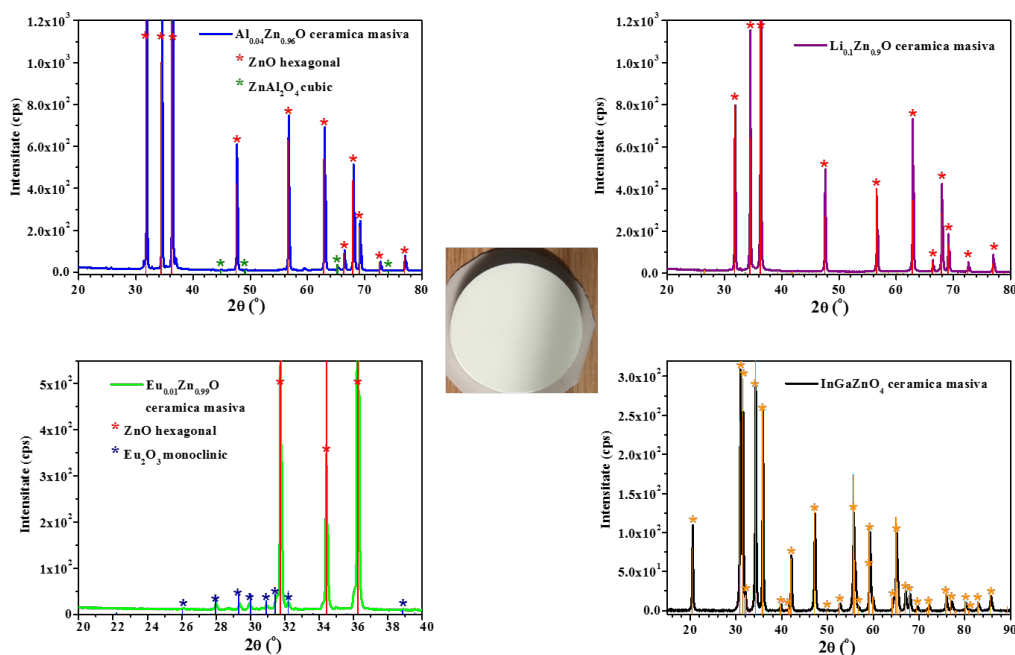 Al0.04Zn0.96O ceramica masiva
* ZnO hexagonal
* ZnAl2O4 cubic
Intensitate (cps)
1.2x10³
1.0x10³
8.0x10²
6.0x10²
4.0x10²
2.0x10²
0.0
20 30 40 50 60 70 80
2θ (°)
Li0.1Zn0.9O ceramica masiva
Intensitate (cps)
1.2x10³
1.0x10³
8.0x10²
6.0x10²
4.0x10²
2.0x10²
0.0
20 40 60 80
2θ (°)
Eu0.01Zn0.99O
ceramica masiva
* ZnO hexagonal
* Eu2O3 monoclinic
Intensitate (cps)
5x10²
4x10²
3x10²
2x10²
1x10²
0
20 22 24 26 28 30 32 34 36 38 40
2θ (°)
InGaZnO4 ceramica masiva
Intensitate (cps)
3.0x10²
2.5x10²
2.0x10²
1.5x10²
1.0x10²
5.0x10¹
0.0
20 30 40 50 60 70 80 90
2θ (°)